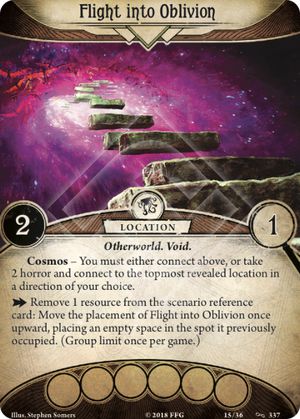 Flight into Oblivion
2
1
LOCATION
Otherworld. Void.
Cosmos – You must either connect above, or take
2 horror and connect to the topmost revealed location in
a direction of your choice.
Remove 1 resource from the scenario reference
card: Move the placement of Flight into Oblivion once
upward, placing an empty space in the spot it previously
occupied. (Group limit once per game.)
Illus. Stephen Somers
© 2018 FFG
15/36
337